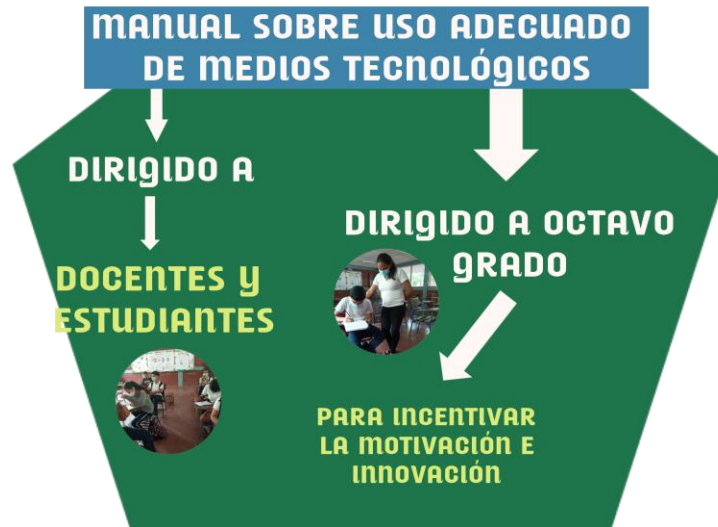 MANUAL SOBRE USO ADECUADO
DE MEDIOS TECNOLÓGICOS
DIRIGIDO A
DOCENTES Y
ESTUDIANTES
DIRIGIDO A OCTAVO
GRADO
PARA INCENTIVAR
LA MOTIVACIÓN E
INNOVACIÓN